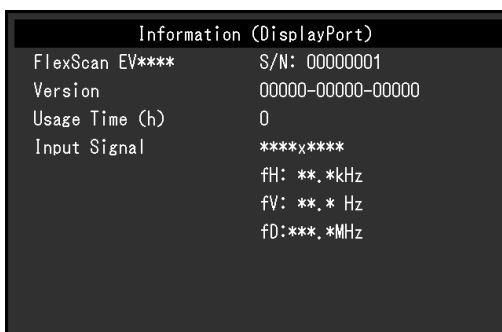 Information (DisplayPort)
FlexScan EV**** S/N: 00000001
Version 00000-00000-00000
Usage Time (h) 0
Input Signal ****x****
fH: **.*kHz
fV: **.* Hz
fD:***.*MHz